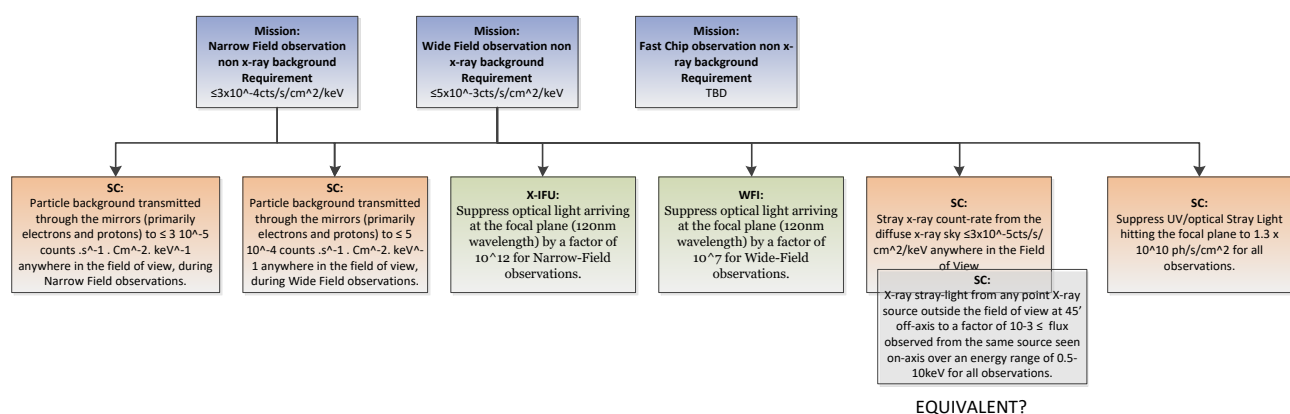 Mission:
Narrow Field observation
non x-ray background
Requirement
≤3x10^-4cts/s/cm^2/keV
Mission:
Wide Field observation non
x-ray background
Requirement
≤5x10^-3cts/s/cm^2/keV
Mission:
Fast Chip observation non x-
ray background
Requirement
TBD
SC:
Particle background transmitted
through the mirrors (primarily
electrons and protons) to ≤ 3 10^-5
counts .s^-1 . Cm^-2. keV^-1
anywhere in the field of view, during
Narrow Field observations.
SC:
Particle background transmitted
through the mirrors (primarily
electrons and protons) to ≤ 5
10^-4 counts .s^-1 . Cm^-2. keV^-
1 anywhere in the field of view,
during Wide Field observations.
X-IFU:
Suppress optical light arriving
at the focal plane (120nm
wavelength) by a factor of
10^12 for Narrow-Field
observations.
WFI:
Suppress optical light arriving
at the focal plane (120nm
wavelength) by a factor of
10^7 for Wide-Field
observations.
SC:
Stray x-ray count-rate from the
diffuse x-ray sky ≤3x10^-5cts/s/
cm^2/keV anywhere in the Field
of View
SC:
X-ray stray-light from any point X-ray
source outside the field of view at 45’
off-axis to a factor of 10-3 ≤ flux
observed from the same source seen
on-axis over an energy range of 0.5-
10keV for all observations.
SC:
Suppress UV/optical Stray Light
hitting the focal plane to 1.3 x
10^10 ph/s/cm^2 for all
observations.
EQUIVALENT?